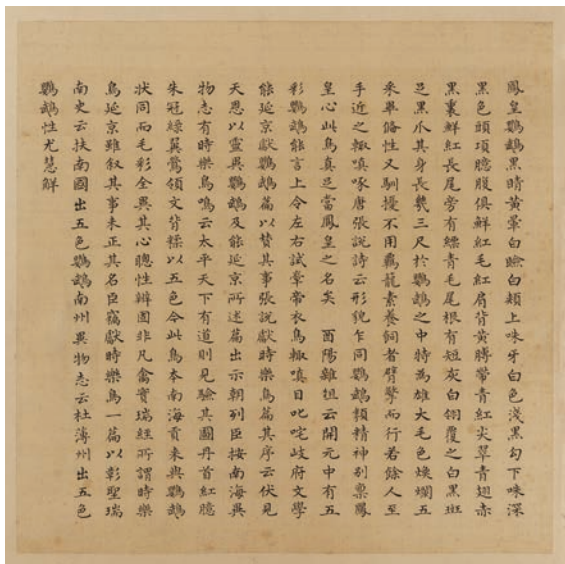 鳳皇鸚鵡黑睛黃暈白瞼白頰上咮牙白色淺黑勾下咮深
黑色頭項臆腹俱鮮紅毛紅肩背黃膊帶青紅尖翠青翅赤
黑裏鮮紅長尾旁有縹青毛尾根有短灰白翎覆之白黑斑
足黑爪其身長幾三尺於鸚鵡之中特為雄大毛色煥爛五
采畢備性又馴擾不用羈籠素養飼者臂擎而行若餘人至
手近之輒嗔啄唐張說詩云形貌乍同鸚鵡類精神別稟鳳
皇心此鳥真足當鳳皇之名矣 酉陽雜俎云開元中有五
彩鸚鵡能言上令左右試牽帝衣鳥輒嗔目叱咤岐府文學
能延京獻鸚鵡篇以贊其事張說獻時樂鳥篇其序云伏見
天恩以靈異鸚鵡及能延京所述篇出示朝列臣按南海異
物志有時樂鳥鳴云太平天下有道則見驗其圖丹首紅臆
朱冠綠翼鶯領文背糅以五色今此鳥本南海貢來與鸚鵡
狀同而毛彩全異其心聰性辨固非凡禽實瑞經所謂時樂
鳥延京雖叙其事未正其名臣竊獻時樂鳥一篇以彰聖瑞
南史云扶南國出五色鸚鵡南州異物志云杜薄州出五色
鸚鵡性尤慧解